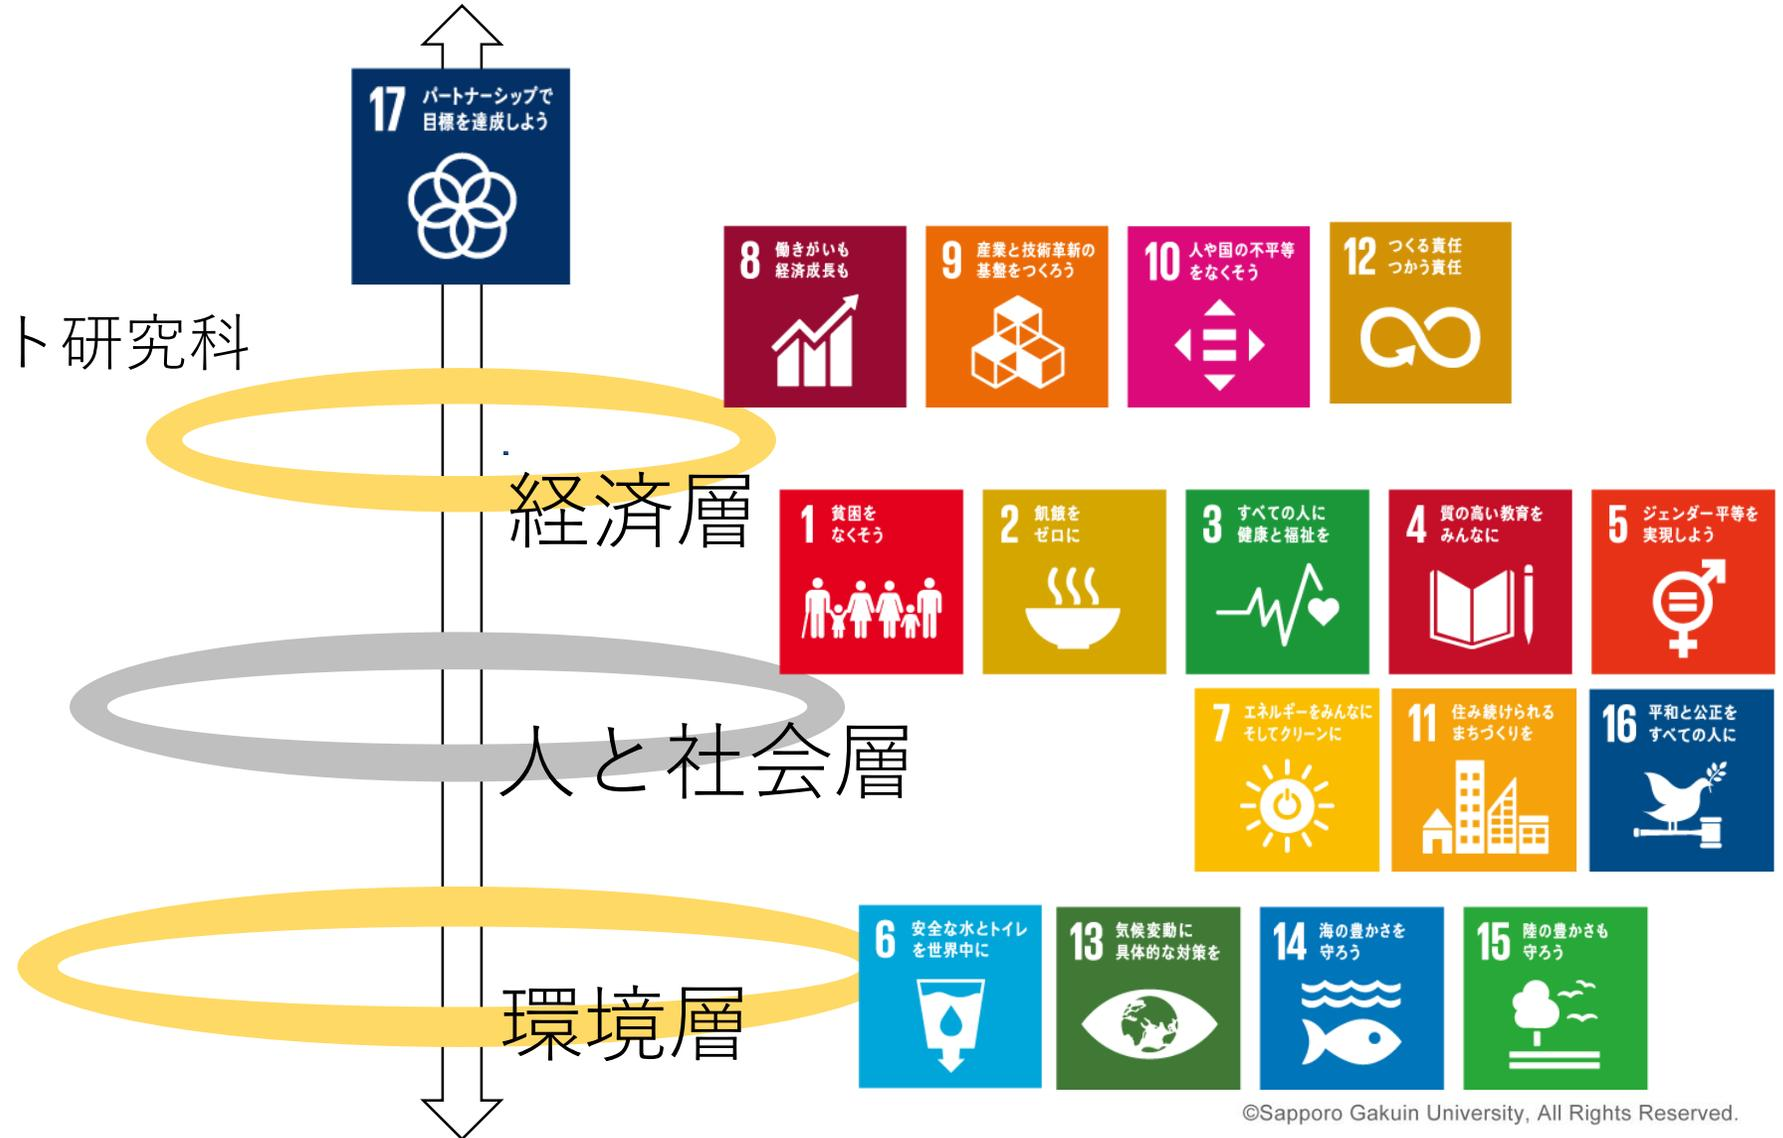 17 パートナーシップで
目標を達成しよう
8 働きがいも
経済成長も
9 産業と技術革新の
基盤をつくろう
10 人や国の不平等
をなくそう
12 つくる責任
つかう責任
ト研究科
経済層
1 貧困を
なくそう
2 飢餓を
ゼロに
3 すべての人に
健康と福祉を
4 質の高い教育を
みんなに
5 ジェンダー平等を
実現しよう
人と社会層
7 エネルギーをみんなに
そしてクリーンに
11 住み続けられる
まちづくりを
16 平和と公正を
すべての人に
環境層
6 安全な水とトイレ
を世界中に
13 気候変動に
具体的な対策を
14 海の豊かさを
守ろう
15 陸の豊かさも
守ろう
©Sapporo Gakuin University, All Rights Reserved.